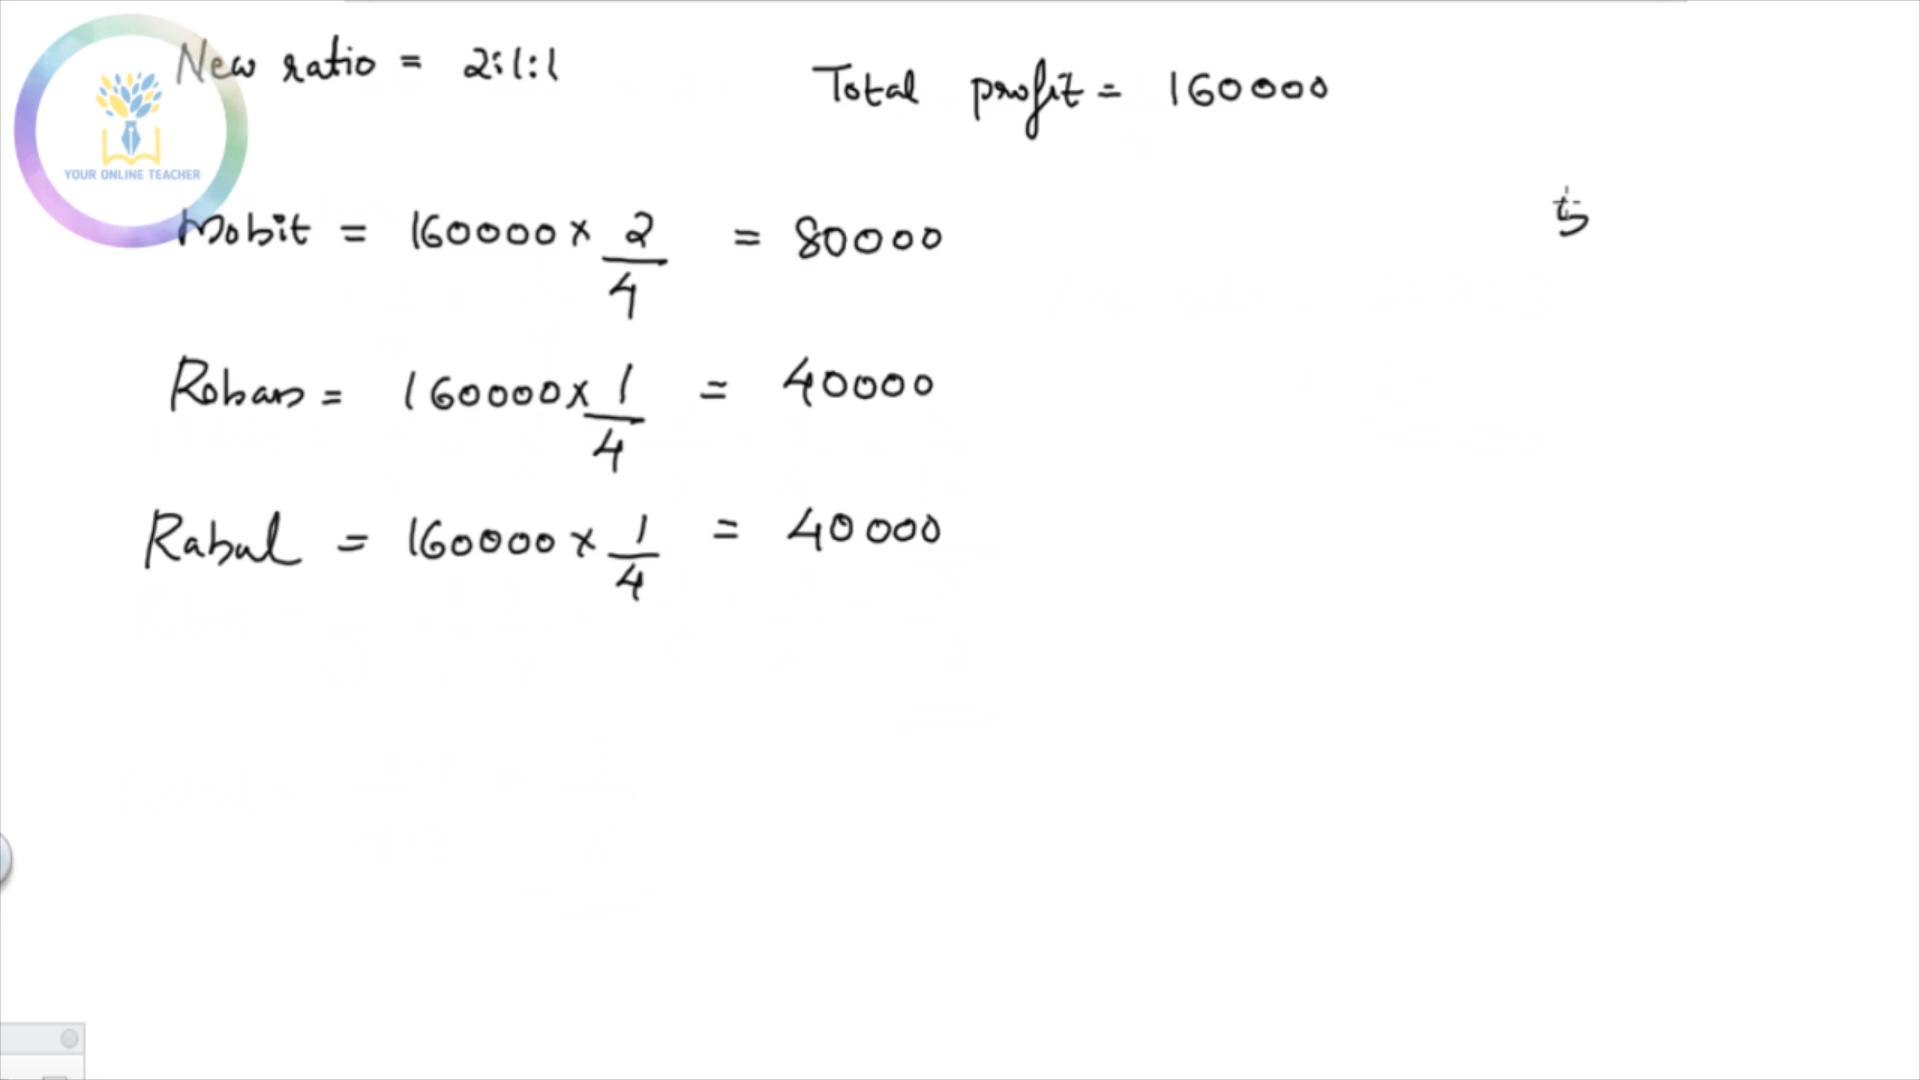 New ratio = 2:1:1
Total profit = 160000
YOUR ONLINE TEACHER
Mohit = 160000 × 2/4 = 80000
Rohan = 160000 × 1/4 = 40000
Rahul = 160000 × 1/4 = 40000